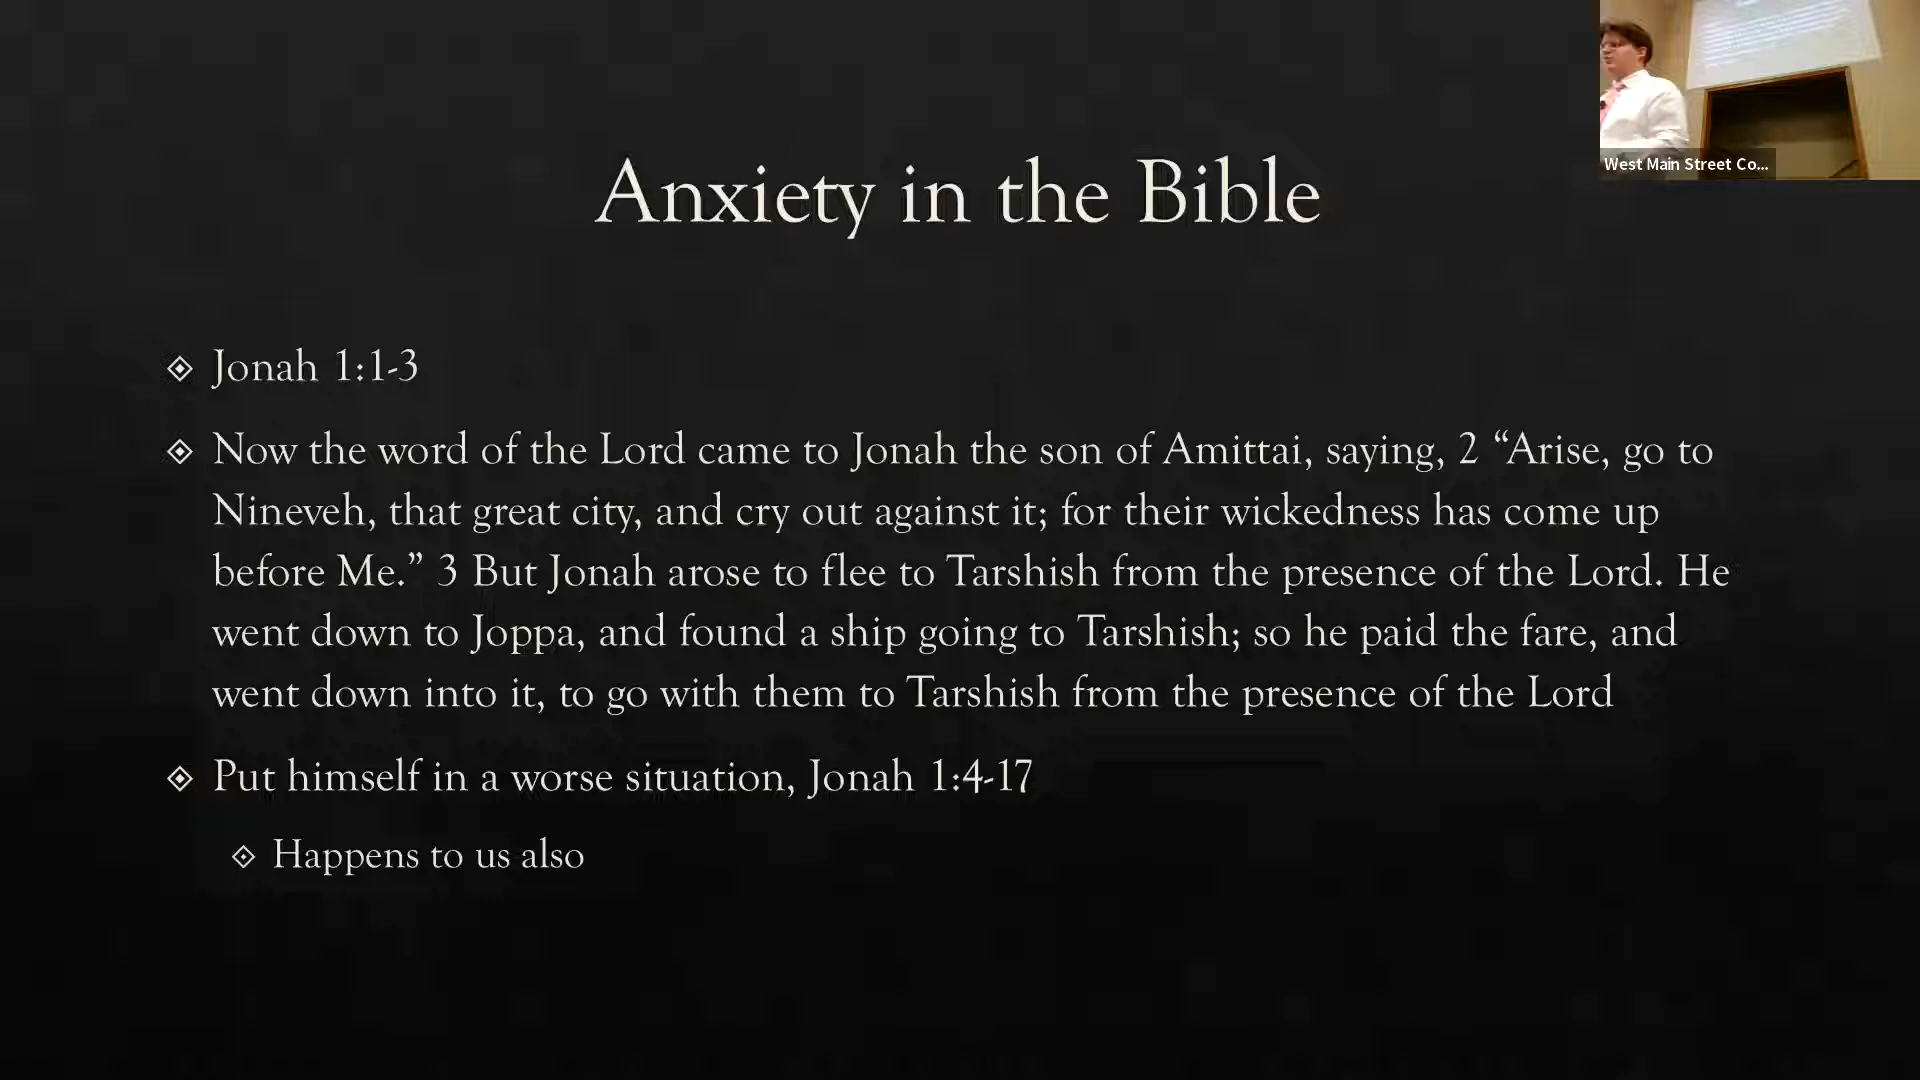 West Main Street Co...
Anxiety in the Bible
Jonah 1:1-3
Now the word of the Lord came to Jonah the son of Amittai, saying, 2 “Arise, go to
Nineveh, that great city, and cry out against it; for their wickedness has come up
before Me.” 3 But Jonah arose to flee to Tarshish from the presence of the Lord. He
went down to Joppa, and found a ship going to Tarshish; so he paid the fare, and
went down into it, to go with them to Tarshish from the presence of the Lord
Put himself in a worse situation, Jonah 1:4-17
Happens to us also